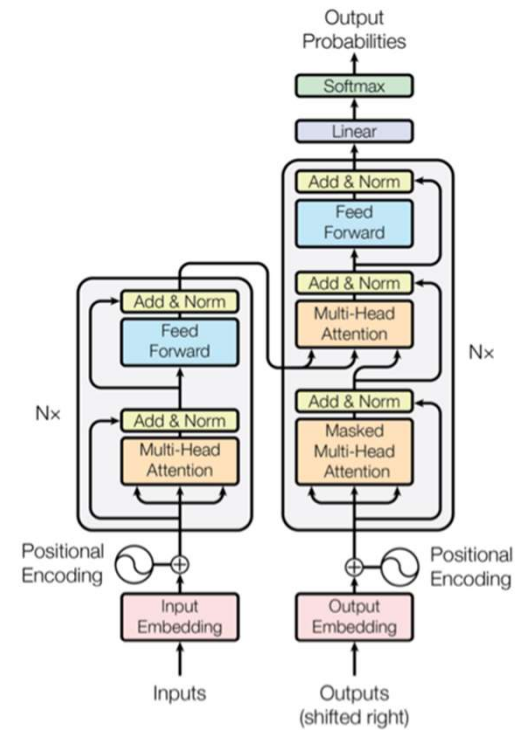 Output
Probabilities
Softmax
Linear
Add & Norm
Feed
Forward
Add & Norm
Multi-Head
Attention
Add & Norm
Masked
Multi-Head
Attention
N×
Add & Norm
Feed
Forward
Add & Norm
Multi-Head
Attention
N×
Positional
Encoding
Positional
Encoding
Input
Embedding
Output
Embedding
Inputs
Outputs
(shifted right)